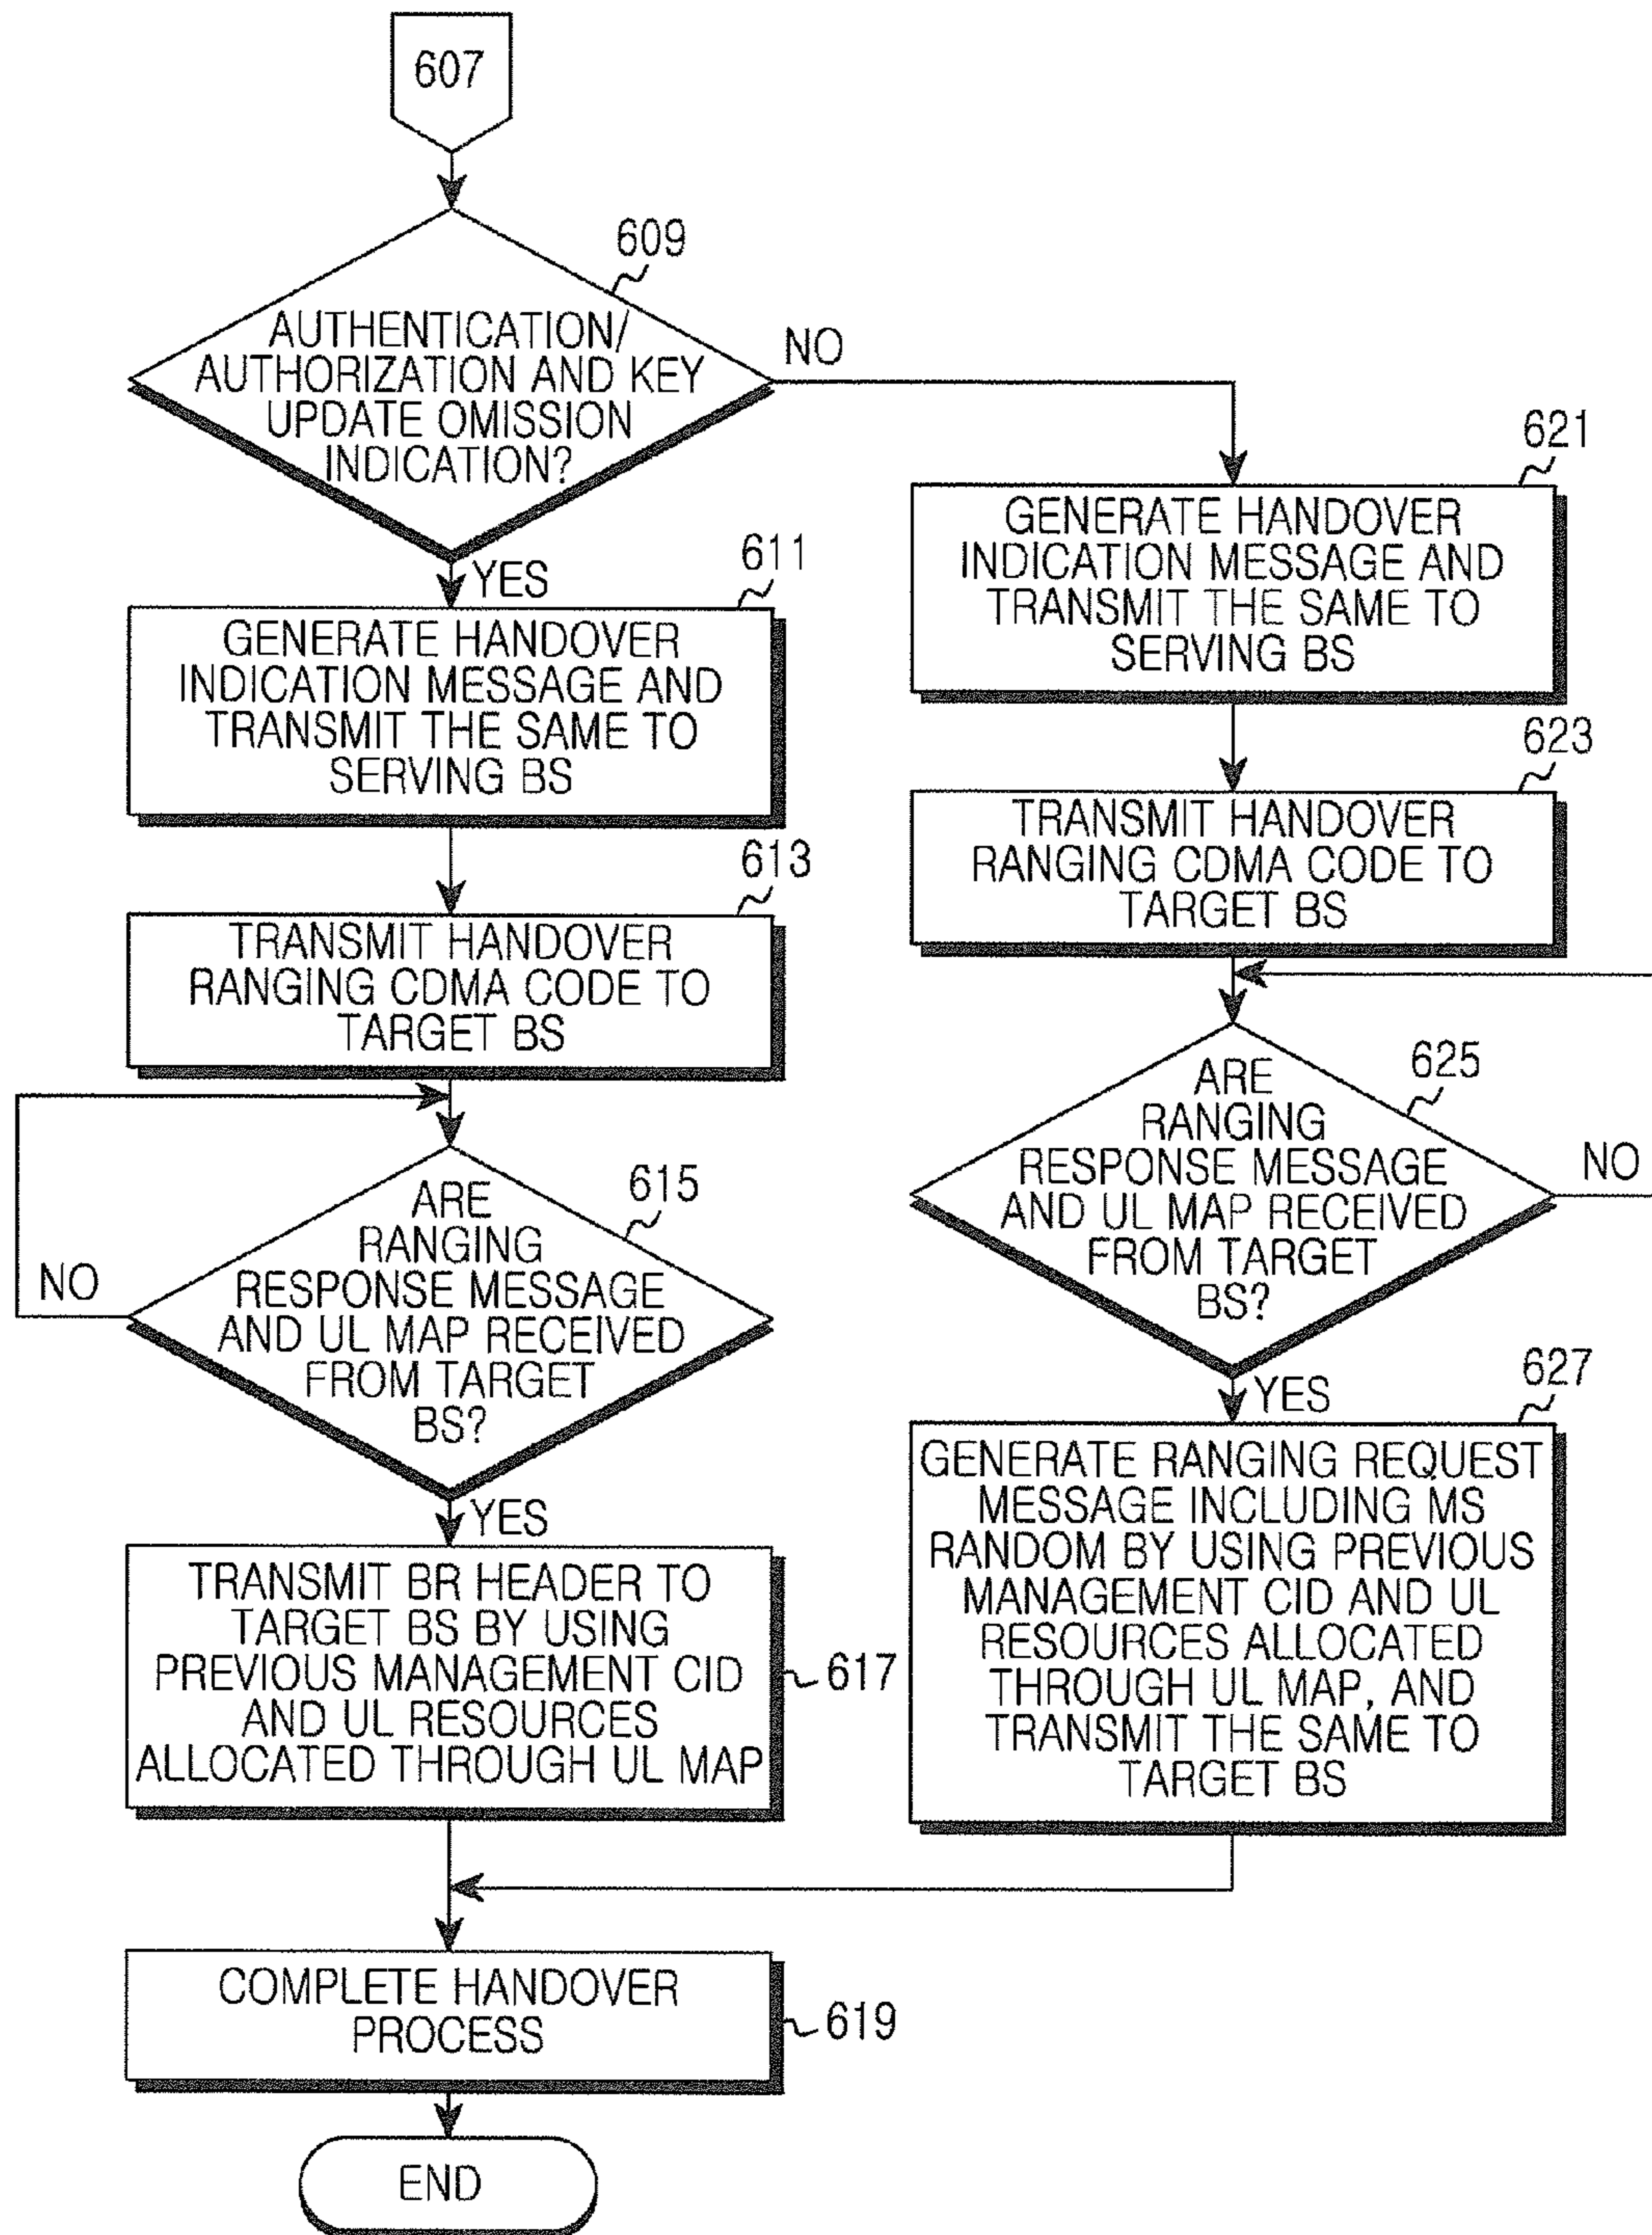 607
609
AUTHENTICATION/
AUTHORIZATION AND KEY
UPDATE OMISSION
INDICATION?
NO
YES
611
GENERATE HANDOVER
INDICATION MESSAGE AND
TRANSMIT THE SAME TO
SERVING BS
613
TRANSMIT HANDOVER
RANGING CDMA CODE TO
TARGET BS
615
ARE
RANGING
RESPONSE MESSAGE
AND UL MAP RECEIVED
FROM TARGET
BS?
NO
YES
TRANSMIT BR HEADER TO
TARGET BS BY USING
PREVIOUS MANAGEMENT CID
AND UL RESOURCES
ALLOCATED THROUGH UL MAP
617
621
GENERATE HANDOVER
INDICATION MESSAGE AND
TRANSMIT THE SAME TO
SERVING BS
623
TRANSMIT HANDOVER
RANGING CDMA CODE TO
TARGET BS
625
ARE
RANGING
RESPONSE MESSAGE
AND UL MAP RECEIVED
FROM TARGET
BS?
NO
YES
627
GENERATE RANGING REQUEST
MESSAGE INCLUDING MS
RANDOM BY USING PREVIOUS
MANAGEMENT CID AND UL
RESOURCES ALLOCATED
THROUGH UL MAP, AND
TRANSMIT THE SAME TO
TARGET BS
COMPLETE HANDOVER
PROCESS
619
END